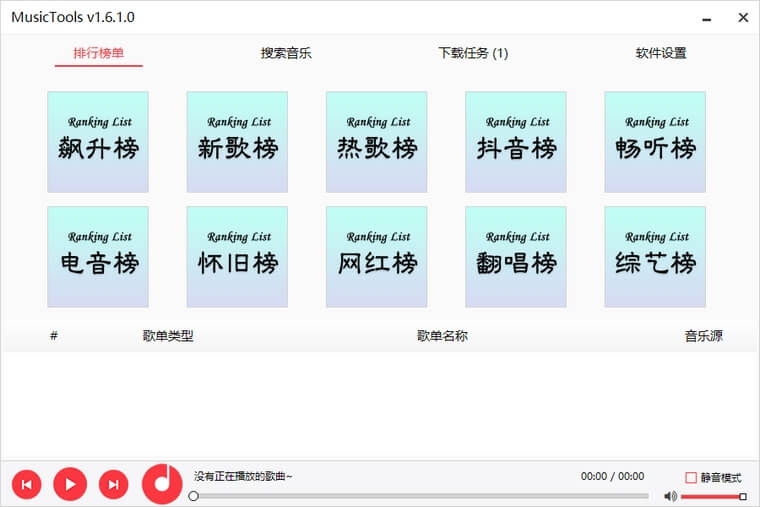 MusicTools v1.6.1.0
排行榜单 搜索音乐 下载任务 (1) 软件设置
Ranking List Ranking List Ranking List Ranking List Ranking List
飙升榜 新歌榜 热歌榜 抖音榜 畅听榜
Ranking List Ranking List Ranking List Ranking List Ranking List
电音榜 怀旧榜 网红榜 翻唱榜 综艺榜
# 歌单类型 歌单名称 音乐源
没有正在播放的歌曲~ 00:00 / 00:00 静音模式